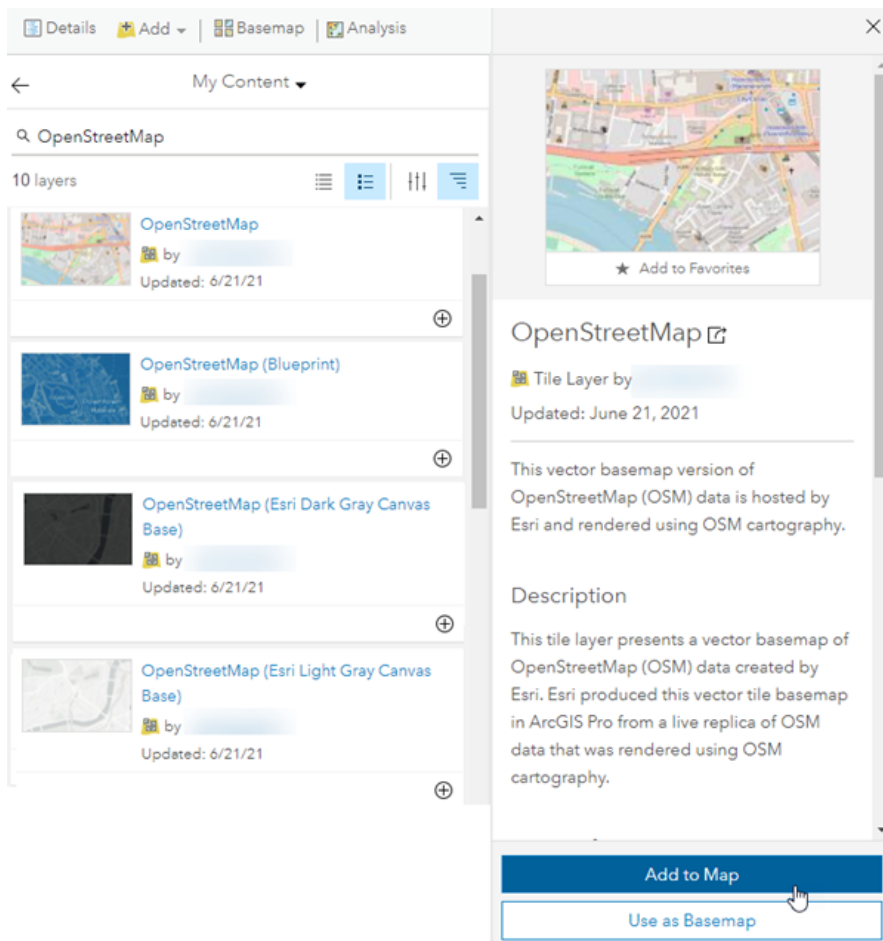 Details Add Basemap Analysis
My Content
OpenStreetMap
10 layers
OpenStreetMap
by
Updated: 6/21/21
OpenStreetMap (Blueprint)
by
Updated: 6/21/21
OpenStreetMap (Esri Dark Gray Canvas
Base)
by
Updated: 6/21/21
OpenStreetMap (Esri Light Gray Canvas
Base)
by
Updated: 6/21/21
Add to Favorites
OpenStreetMap
Tile Layer by
Updated: June 21, 2021
This vector basemap version of
OpenStreetMap (OSM) data is hosted by
Esri and rendered using OSM cartography.
Description
This tile layer presents a vector basemap of
OpenStreetMap (OSM) data created by
Esri. Esri produced this vector tile basemap
in ArcGIS Pro from a live replica of OSM
data that was rendered using OSM
cartography.
Add to Map
Use as Basemap